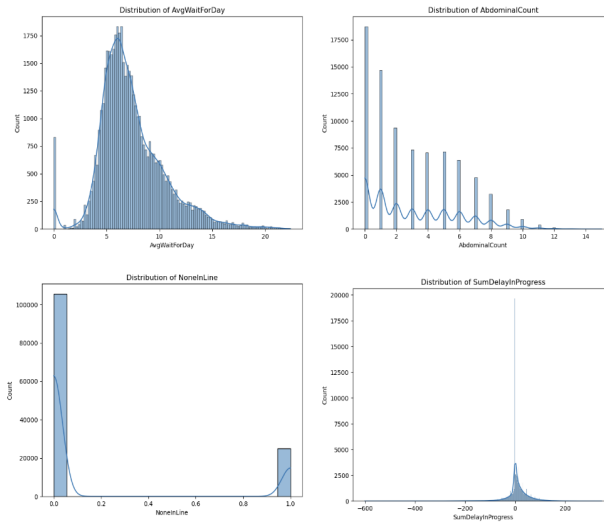 Distribution of AvgWaitForDay
1750
1500
1250
1000
750
500
250
0
Count
0 5 10 15 20
AvgWaitForDay
Distribution of AbdominalCount
17500
15000
12500
10000
7500
5000
2500
0
Count
0 2 4 6 8 10 12 14
AbdominalCount
Distribution of NoneInLine
100000
80000
60000
40000
20000
0
Count
0.0 0.2 0.4 0.6 0.8 1.0
NoneInLine
Distribution of SumDelayInProgress
20000
17500
15000
12500
10000
7500
5000
2500
0
Count
-600 -400 -200 0 200
SumDelayInProgress